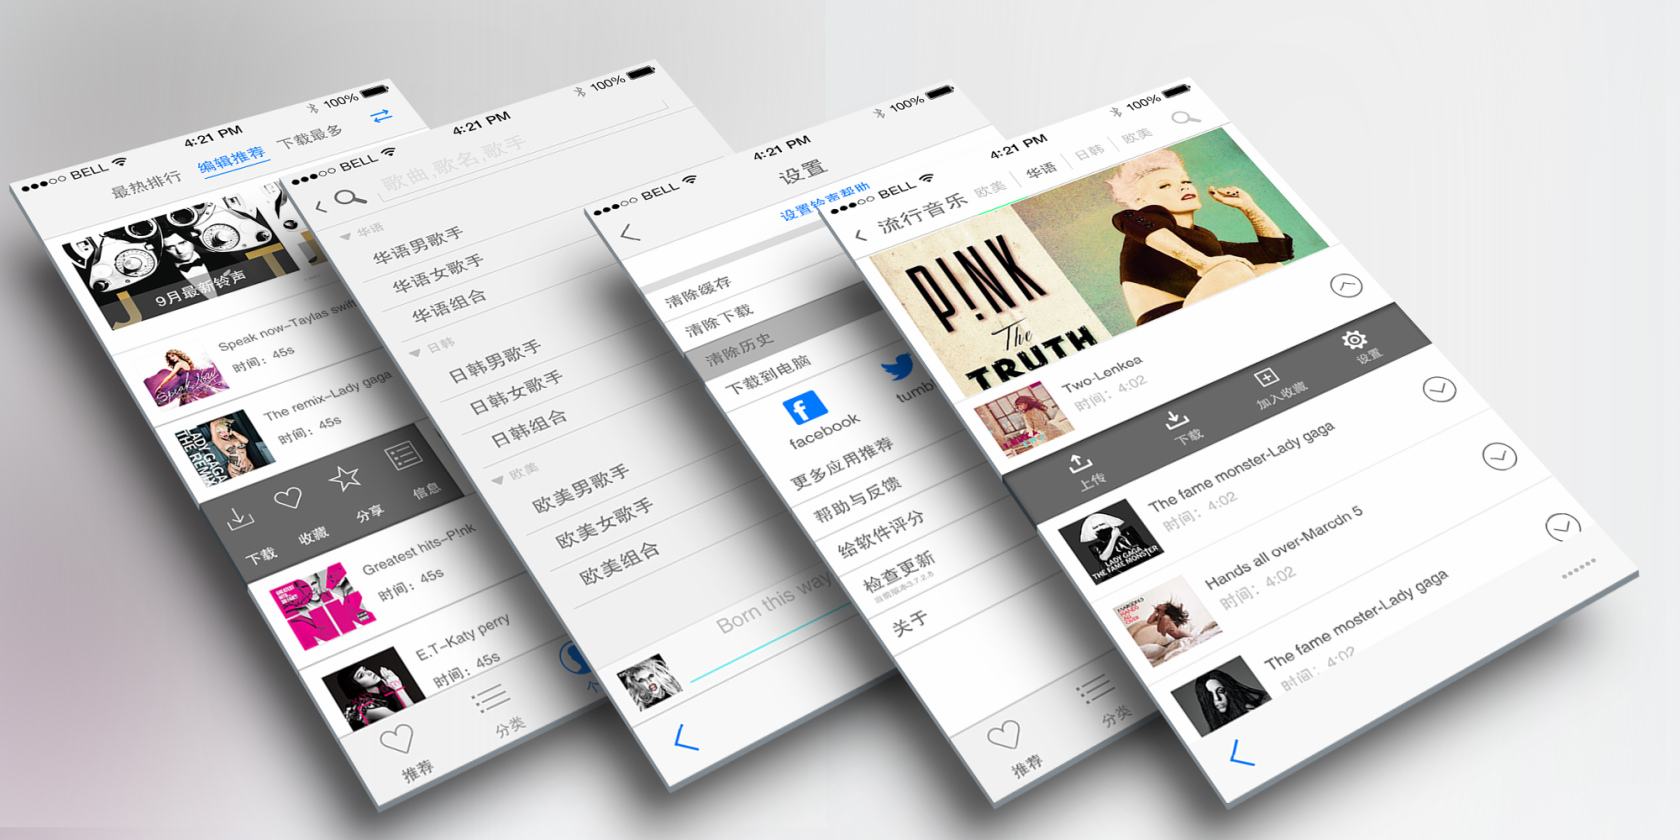 BELL
4:21 PM
100%
最热排行
编辑推荐
下载最多
9月最新铃声
Speak now-Taylas swift
时间：45s
The remix-Lady gaga
时间：45s
LADY GAGA
THE REMIX
下载
收藏
分享
信息
Greatest hits-P!nk
时间：45s
E.T-Katy perry
时间：45s
推荐
分类
BELL
4:21 PM
100%
歌曲,歌名,歌手
华语
华语男歌手
华语女歌手
华语组合
日韩
日韩男歌手
日韩女歌手
日韩组合
欧美
欧美男歌手
欧美女歌手
欧美组合
Born this way
BELL
4:21 PM
100%
设置
设置铃声帮助
清除缓存
清除下载
清除历史
下载到电脑
facebook
tumb
更多应用推荐
帮助与反馈
给软件评分
检查更新
当前版本3.7.2.8
关于
推荐
分类
BELL
4:21 PM
100%
流行音乐
欧美
华语
日韩
欧美
P!NK
The
TRUTH
Two-Lenkoa
时间：4:02
上传
下载
加入收藏
设置
The fame monster-Lady gaga
时间：4:02
LADY GAGA
THE FAME MONSTER
Hands all over-Marcdn 5
时间：4:02
The fame moster-Lady gaga
时间：4:02